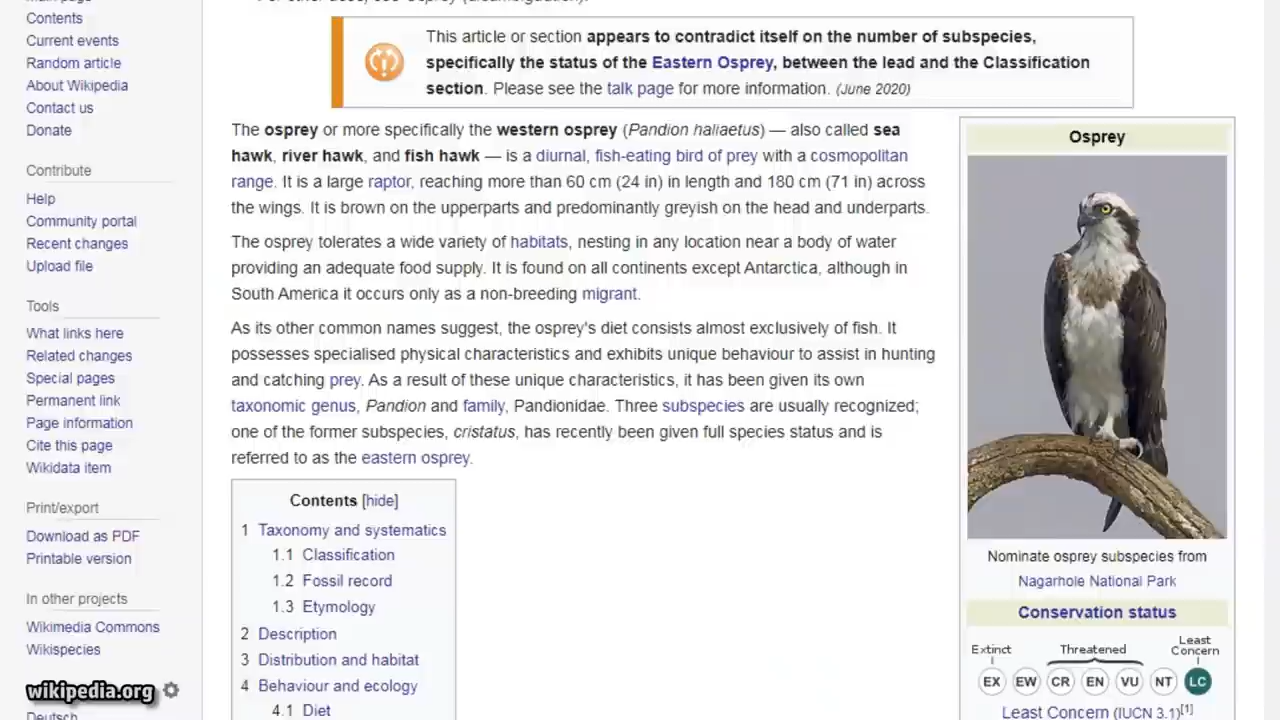 Contents
Current events
Random article
About Wikipedia
Contact us
Donate
Contribute
Help
Community portal
Recent changes
Upload file
Tools
What links here
Related changes
Special pages
Permanent link
Page information
Cite this page
Wikidata item
Print/export
Download as PDF
Printable version
In other projects
Wikimedia Commons
Wikispecies
wikipedia.org
Deutsch
This article or section appears to contradict itself on the number of subspecies,
specifically the status of the Eastern Osprey, between the lead and the Classification
section. Please see the talk page for more information. (June 2020)
The osprey or more specifically the western osprey (Pandion haliaetus) — also called sea
hawk, river hawk, and fish hawk — is a diurnal, fish-eating bird of prey with a cosmopolitan
range. It is a large raptor, reaching more than 60 cm (24 in) in length and 180 cm (71 in) across
the wings. It is brown on the upperparts and predominantly greyish on the head and underparts.
The osprey tolerates a wide variety of habitats, nesting in any location near a body of water
providing an adequate food supply. It is found on all continents except Antarctica, although in
South America it occurs only as a non-breeding migrant.
As its other common names suggest, the osprey's diet consists almost exclusively of fish. It
possesses specialised physical characteristics and exhibits unique behaviour to assist in hunting
and catching prey. As a result of these unique characteristics, it has been given its own
taxonomic genus, Pandion and family, Pandionidae. Three subspecies are usually recognized;
one of the former subspecies, cristatus, has recently been given full species status and is
referred to as the eastern osprey.
Contents [hide]
1 Taxonomy and systematics
1.1 Classification
1.2 Fossil record
1.3 Etymology
2 Description
3 Distribution and habitat
4 Behaviour and ecology
4.1 Diet
Osprey
Nominate osprey subspecies from
Nagarhole National Park
Conservation status
Extinct Threatened Least Concern
EX EW CR EN VU NT LC
Least Concern (IUCN 3.1)[1]